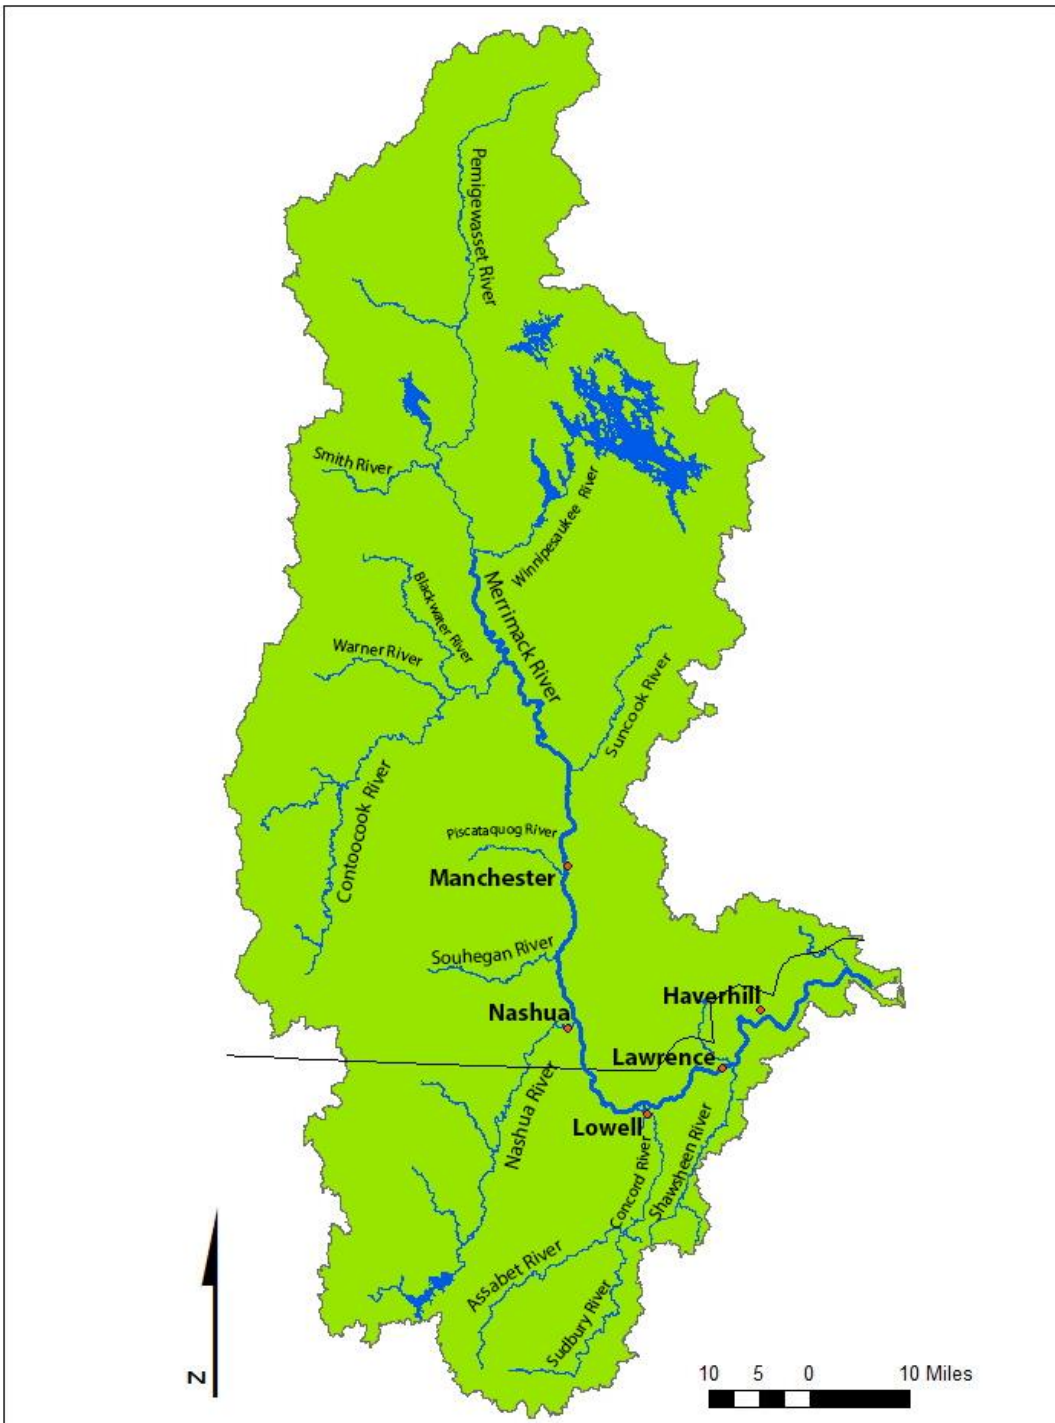 Pemigewasset River
Smith River
Winnipesaukee River
Merrimack River
Blackwater River
Warner River
Suncook River
Contoocook River
Piscataquog River
Manchester
Souhegan River
Haverhill
Nashua
Lawrence
Nashua River
Lowell
Concord River
Shawsheen River
Assabet River
Sudbury River
N
10 5 0 10 Miles